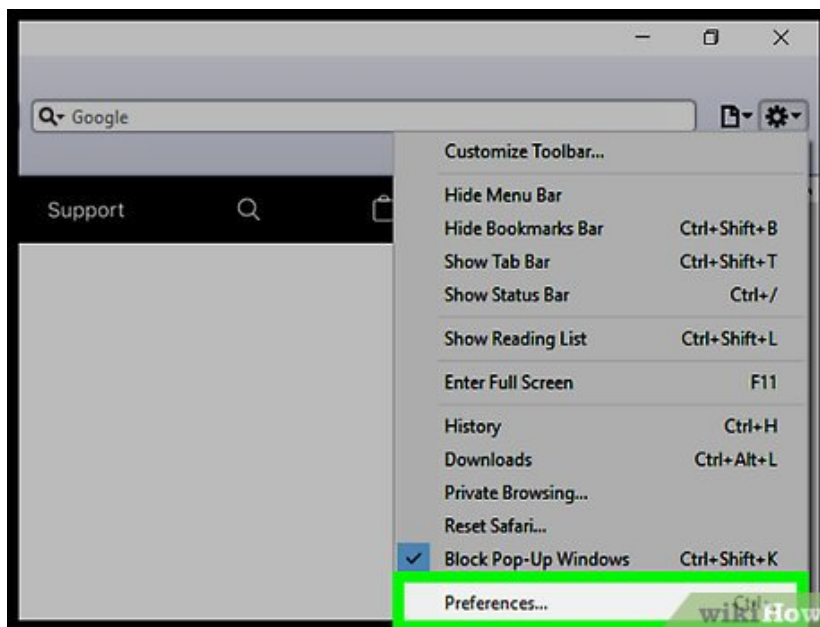 Google
Support
Customize Toolbar...
Hide Menu Bar
Hide Bookmarks Bar Ctrl+Shift+B
Show Tab Bar Ctrl+Shift+T
Show Status Bar Ctrl+/
Show Reading List Ctrl+Shift+L
Enter Full Screen F11
History Ctrl+H
Downloads Ctrl+Alt+L
Private Browsing...
Reset Safari...
Block Pop-Up Windows Ctrl+Shift+K
Preferences...
wikiHow